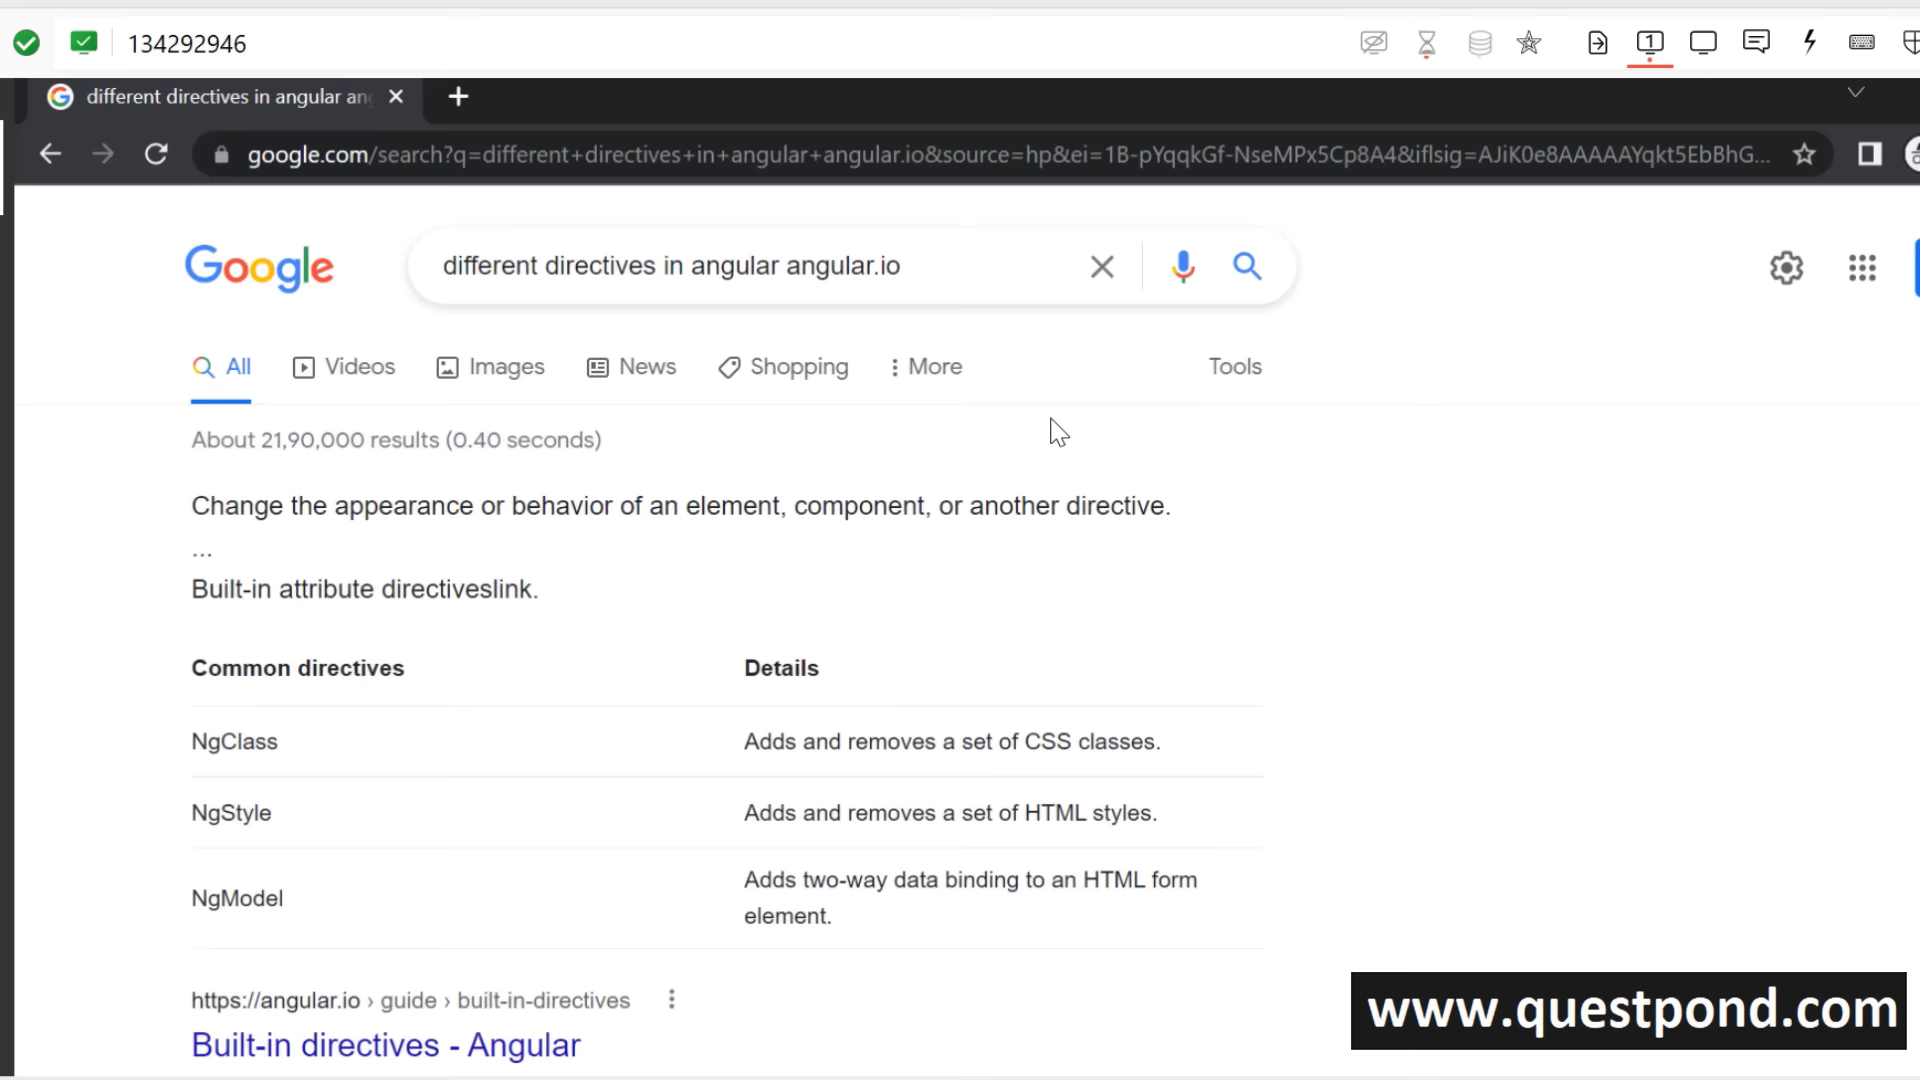 134292946
1
different directives in angular an
google.com/search?q=different+directives+in+angular+angular.io&source=hp&ei=1B-pYqqkGf-NseMPx5Cp8A4&iflsig=AJiK0e8AAAAAYqkt5EbBhG...
Google
different directives in angular angular.io
All Videos Images News Shopping More Tools
About 21,90,000 results (0.40 seconds)
Change the appearance or behavior of an element, component, or another directive.
...
Built-in attribute directiveslink.
Common directives Details
NgClass Adds and removes a set of CSS classes.
NgStyle Adds and removes a set of HTML styles.
NgModel Adds two-way data binding to an HTML form
element.
https://angular.io › guide › built-in-directives
Built-in directives - Angular
www.questpond.com